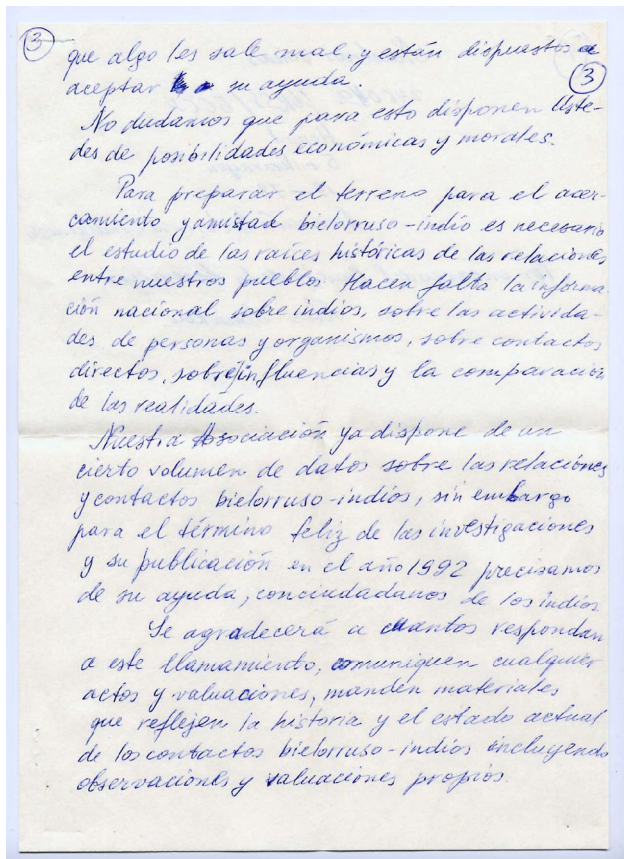 3
que algo les sale mal, y están dispuestos a
aceptar su ayuda.
3
No dudamos que para esto disponen Uste-
des de posibilidades económicas y morales.
Para preparar el terreno para el acer-
camiento y amistad bielorruso-indio es necesario
el estudio de las raíces históricas de las relaciones
entre nuestros pueblos. Hacen falta la informa-
ción nacional sobre indios, sobre las activida-
des de personas y organismos, sobre contactos
directos, sobre influencias y la comparación
de las realidades.
Nuestra Asociación ya dispone de un
cierto volumen de datos sobre las relaciones
y contactos bielorruso-indios, sin embargo
para el término feliz de las investigaciones
y su publicación en el año 1992 precisamos
de su ayuda, conciudadanos de los indios.
Se agradecerá a cuantos respondan
a este llamamiento, comuniquen cualquier
actos y valuaciones, manden materiales
que reflejen la historia y el estado actual
de los contactos bielorruso-indios incluyendo
observaciones y valuaciones propios.